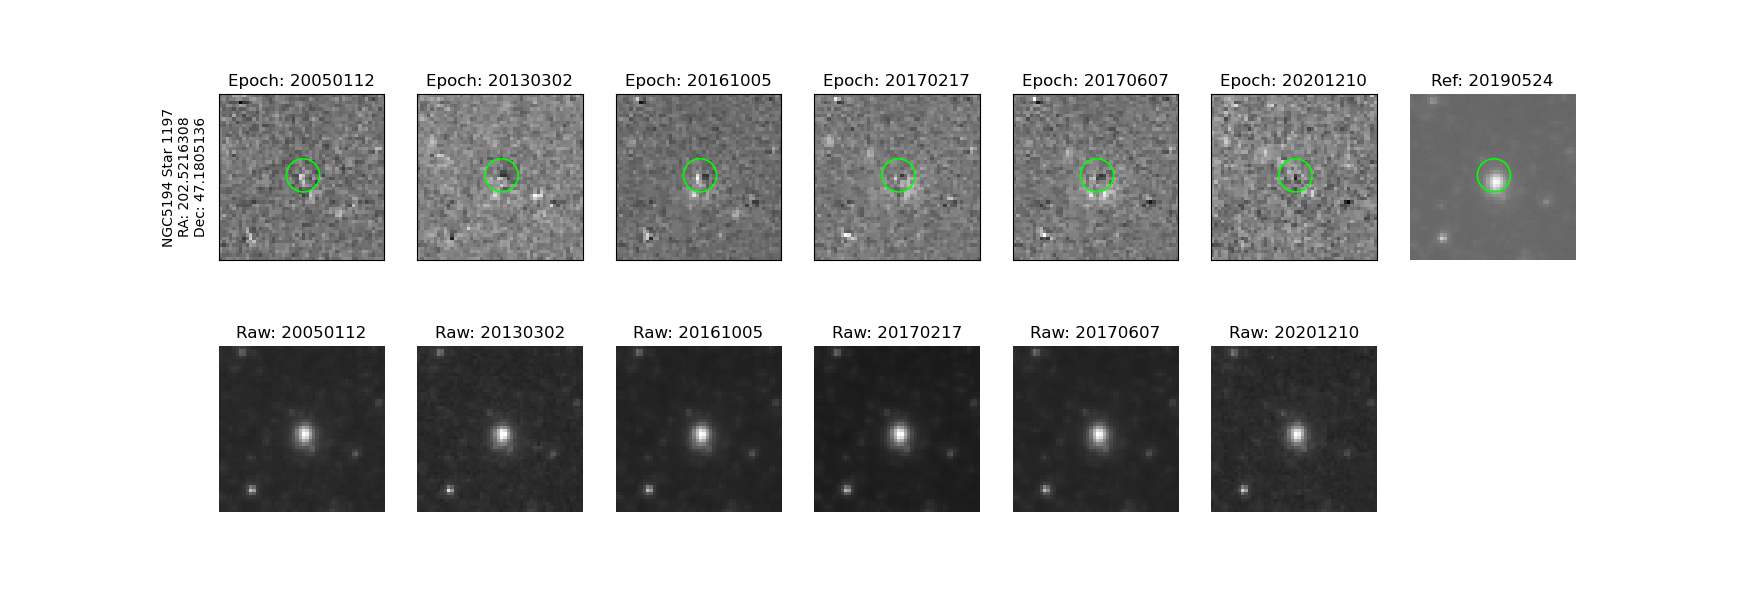 Epoch: 20050112
Epoch: 20130302
Epoch: 20161005
Epoch: 20170217
Epoch: 20170607
Epoch: 20201210
Ref: 20190524
NGC5194 Star 1197
RA: 202.5216308
Dec: 47.1805136
Raw: 20050112
Raw: 20130302
Raw: 20161005
Raw: 20170217
Raw: 20170607
Raw: 20201210